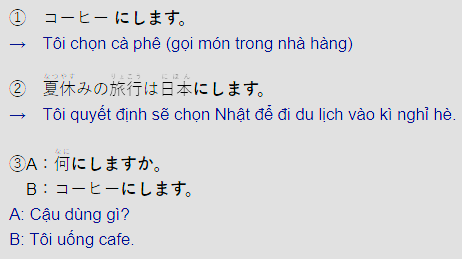 ① コーヒー にします。
→ Tôi chọn cà phê (gọi món trong nhà hàng)
なつやす りょこう にほん
② 夏休みの旅行は日本にします。
→ Tôi quyết định sẽ chọn Nhật để đi du lịch vào kì nghỉ hè.
なに
③A：何にしますか。
B：コーヒーにします。
A: Cậu dùng gì?
B: Tôi uống cafe.